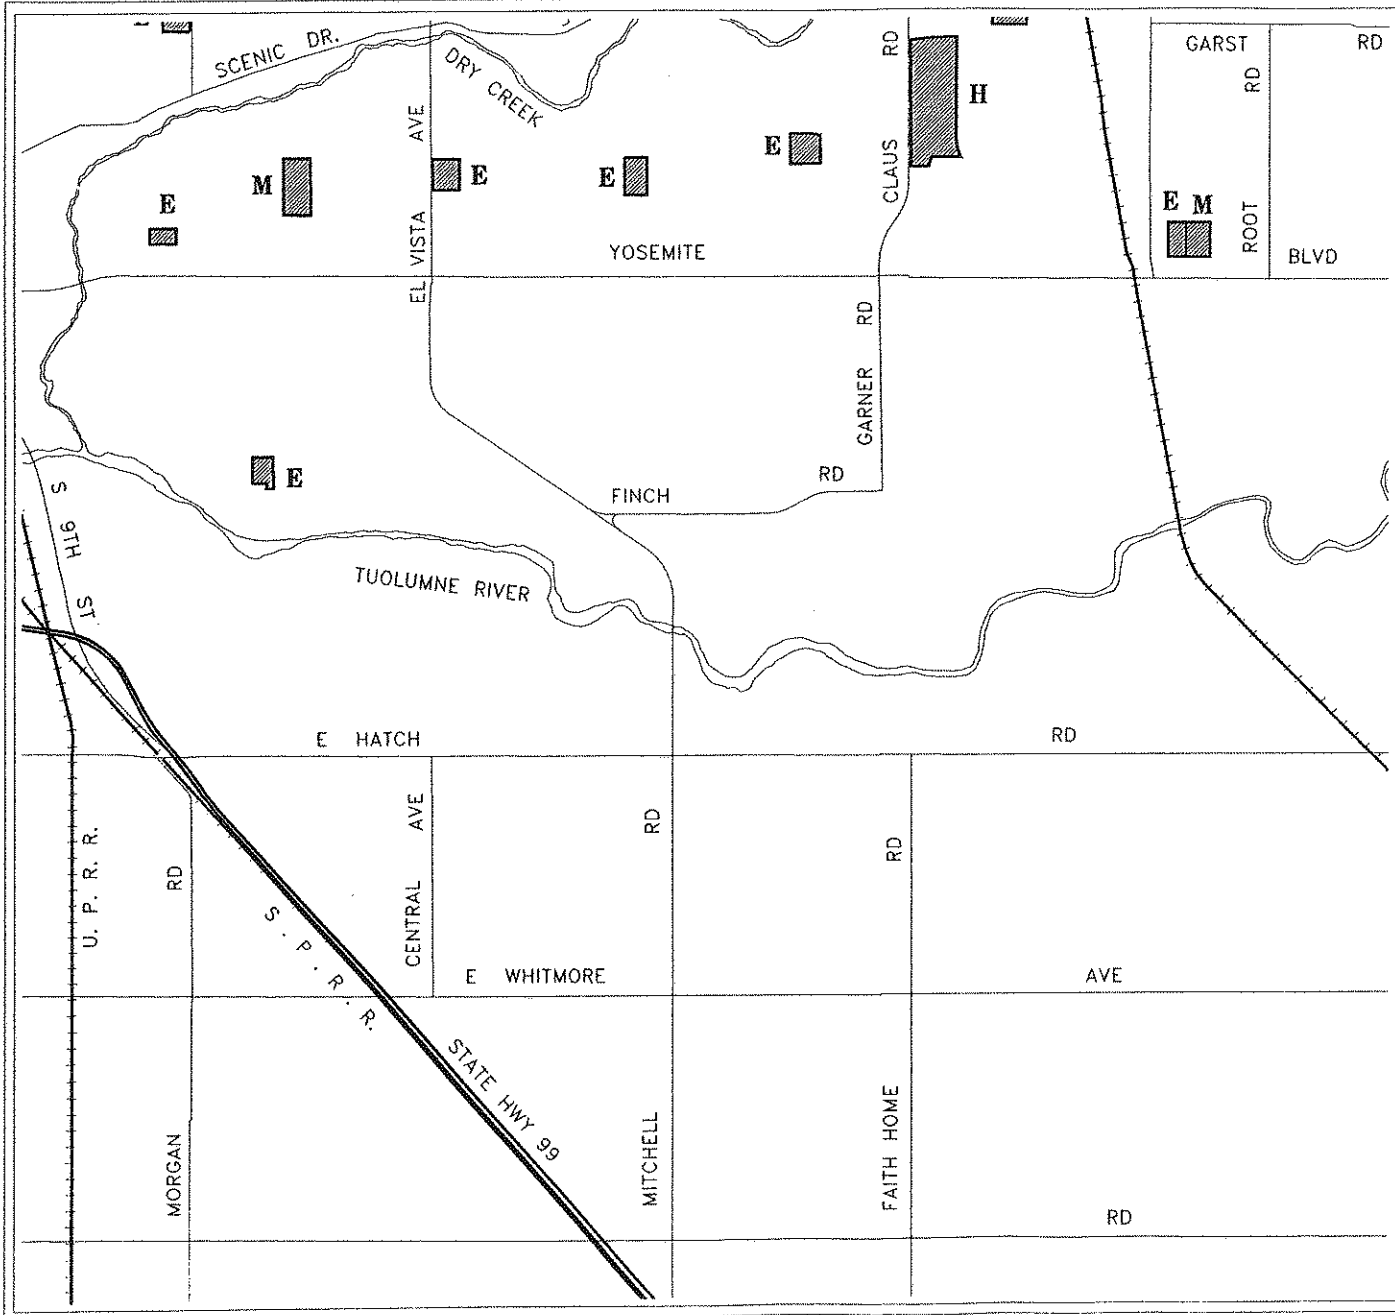 GARST RD
SCENIC DR.
DRY CREEK
RD
RD
H
EL VISTA AVE
CLAUS
E
M
E
E
E
E M
ROOT
YOSEMITE BLVD
GARNER RD
E
FINCH RD
S 9TH ST
TUOLUMNE RIVER
E HATCH RD
U. P. R. R.
MORGAN RD
CENTRAL AVE
MITCHELL RD
FAITH HOME RD
S. P. R. R.
E WHITMORE AVE
STATE HWY 99
RD